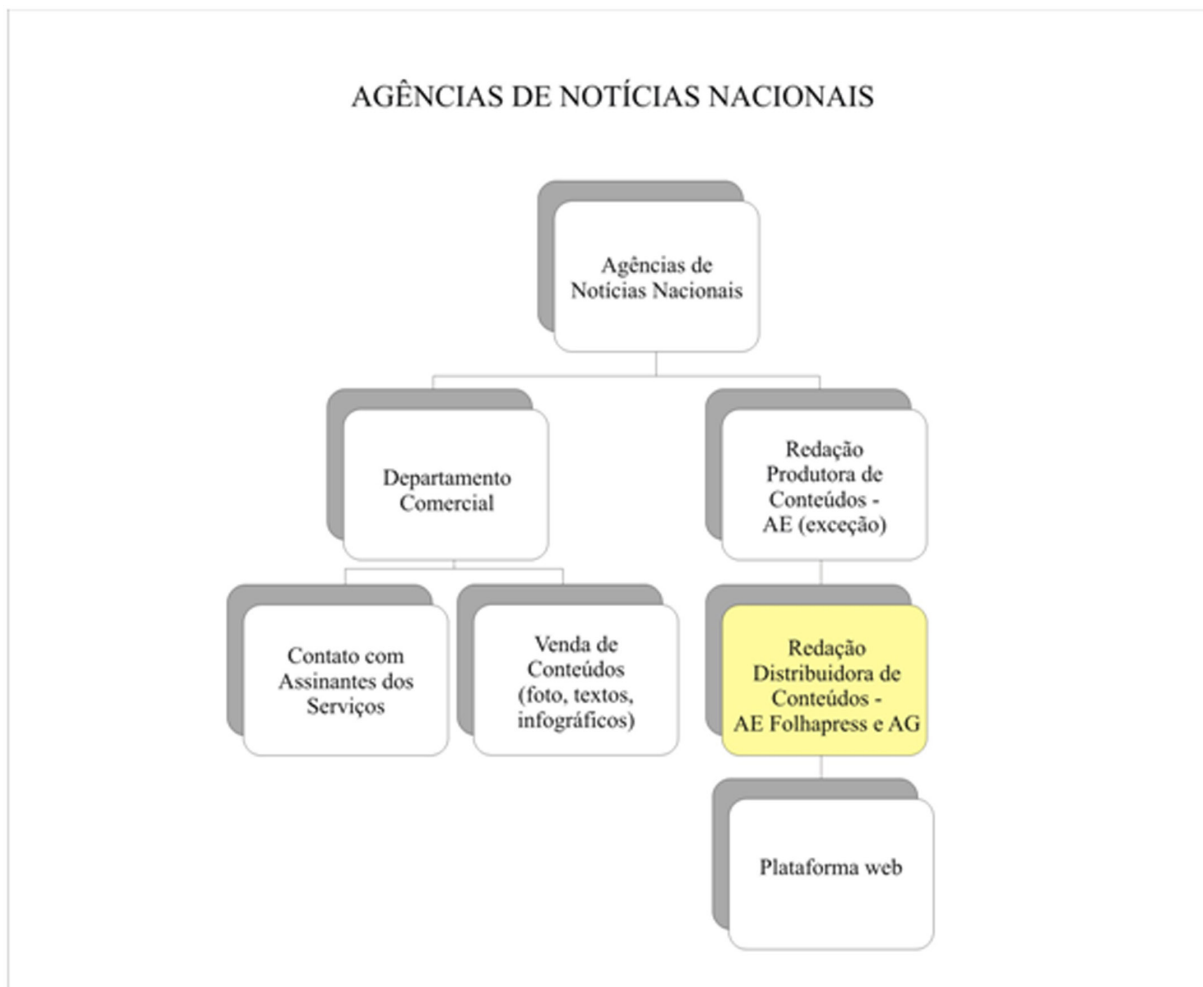 AGÊNCIAS DE NOTÍCIAS NACIONAIS
Agências de
Notícias Nacionais
Departamento
Comercial
Redação
Produtora de
Conteúdos -
AE (exceção)
Contato com
Assinantes dos
Serviços
Venda de
Conteúdos
(foto, textos,
infográficos)
Redação
Distribuidora de
Conteúdos -
AE Folhapress e AG
Plataforma web